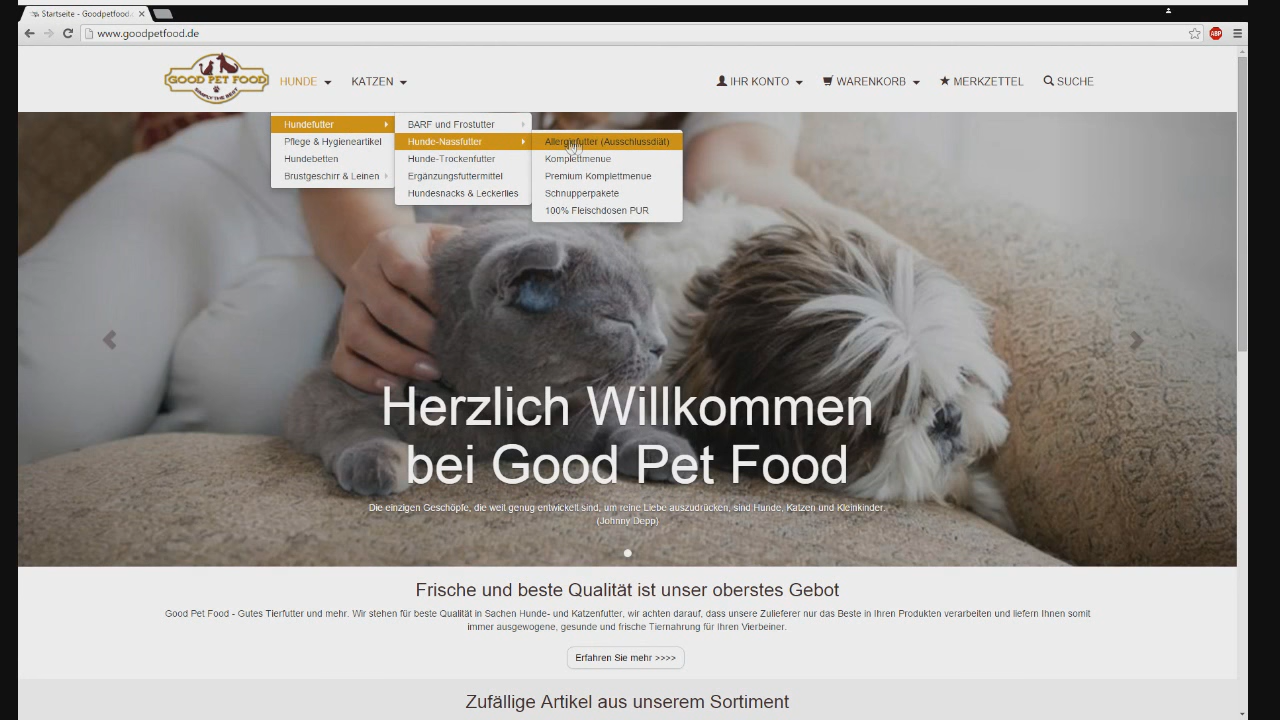 Startseite - Goodpetfood.
www.goodpetfood.de
ABP
GOOD PET FOOD
SIMPLY THE BEST
HUNDE
KATZEN
IHR KONTO
WARENKORB
MERKZETTEL
SUCHE
Hundefutter
Pflege & Hygieneartikel
Hundebetten
Brustgeschirr & Leinen
BARF und Frostutter
Hunde-Nassfutter
Hunde-Trockenfutter
Ergänzungsfuttermittel
Hundesnacks & Leckerlies
Allergiefutter (Ausschlussdiät)
Komplettmenue
Premium Komplettmenue
Schnupperpakete
100% Fleischdosen PUR
Herzlich Willkommen
bei Good Pet Food
Die einzigen Geschöpfe, die weit genug entwickelt sind, um reine Liebe auszudrücken, sind Hunde, Katzen und Kleinkinder.
(Johnny Depp)
Frische und beste Qualität ist unser oberstes Gebot
Good Pet Food - Gutes Tierfutter und mehr. Wir stehen für beste Qualität in Sachen Hunde- und Katzenfutter, wir achten darauf, dass unsere Zulieferer nur das Beste in Ihren Produkten verarbeiten und liefern Ihnen somit
immer ausgewogene, gesunde und frische Tiernahrung für Ihren Vierbeiner.
Erfahren Sie mehr >>>>
Zufällige Artikel aus unserem Sortiment